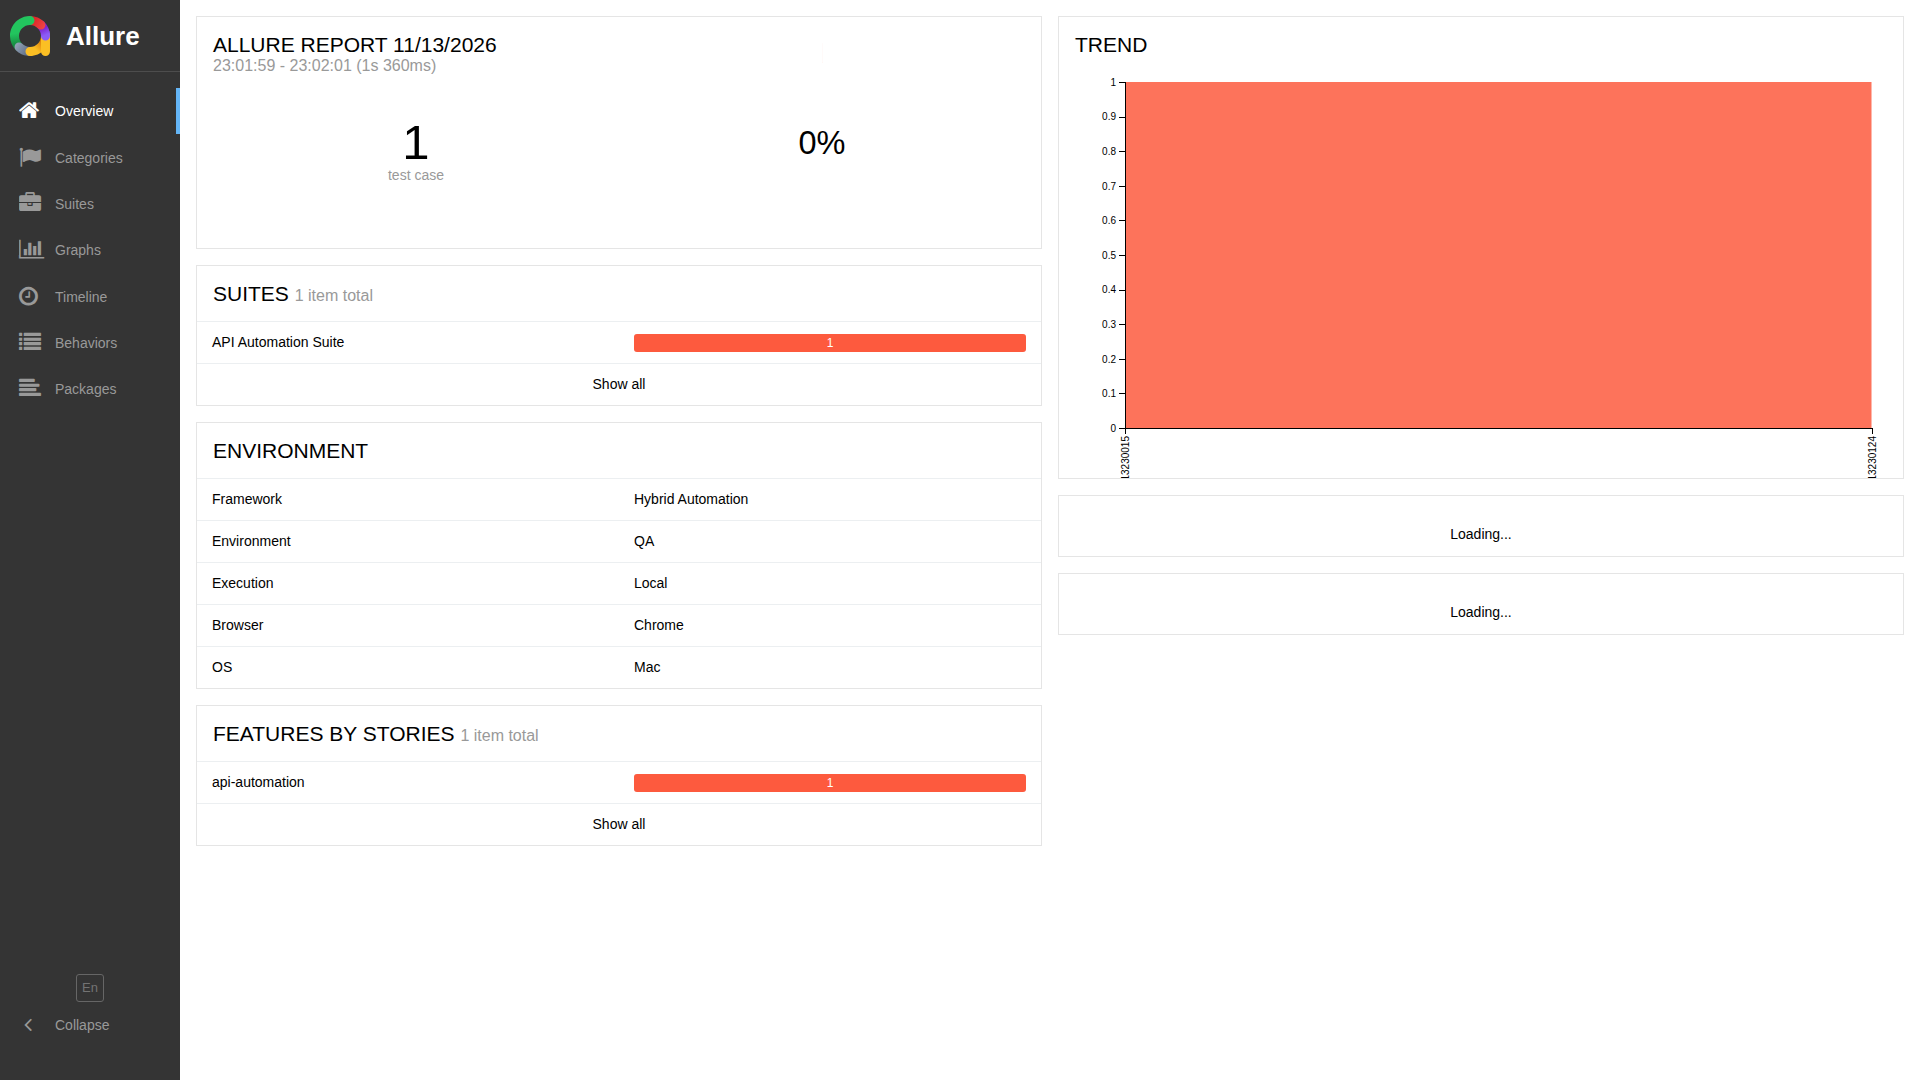 Allure
Overview
Categories
Suites
Graphs
Timeline
Behaviors
Packages
En
Collapse
ALLURE REPORT 11/13/2026
23:01:59 - 23:02:01 (1s 360ms)
1
test case
0%
SUITES 1 item total
API Automation Suite 1
Show all
ENVIRONMENT
Framework Hybrid Automation
Environment QA
Execution Local
Browser Chrome
OS Mac
FEATURES BY STORIES 1 item total
api-automation 1
Show all
TREND
1
0.9
0.8
0.7
0.6
0.5
0.4
0.3
0.2
0.1
0
13230015
13230124
Loading...
Loading...